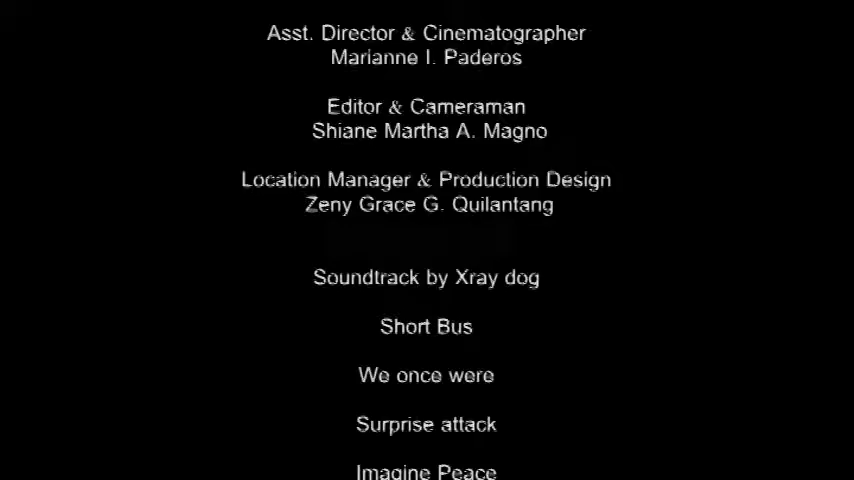 Asst. Director & Cinematographer
Marianne I. Paderos
Editor & Cameraman
Shiane Martha A. Magno
Location Manager & Production Design
Zeny Grace G. Quilantang
Soundtrack by Xray dog
Short Bus
We once were
Surprise attack
Imagine Peace